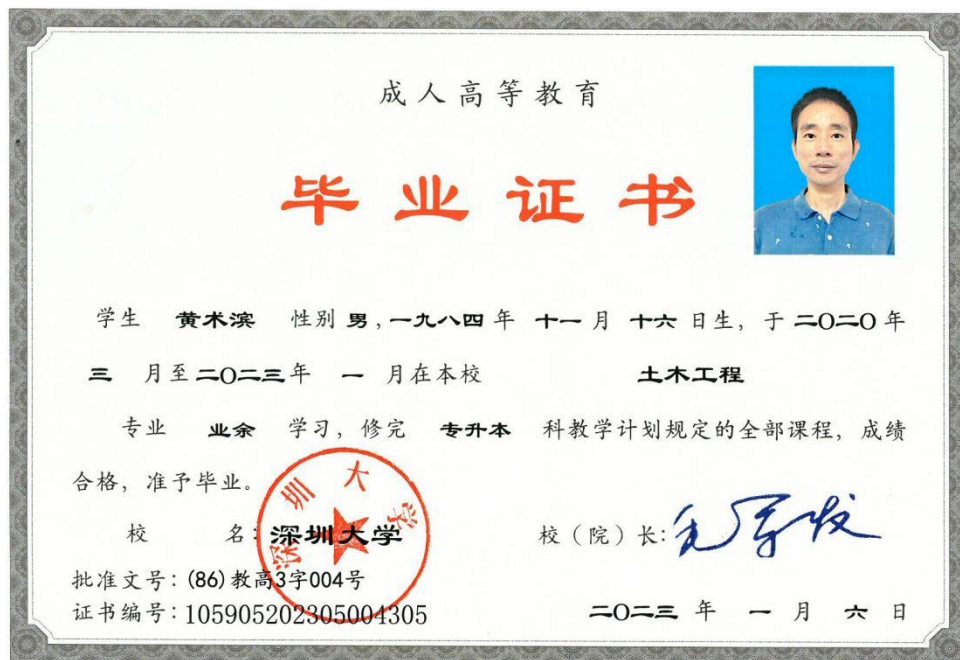 成人高等教育
毕业证书
学生 黄术滨 性别 男,一九八四 年 十一 月 十六 日生，于 二〇二〇 年
三 月至 二〇二三 年 一 月在本校 土木工程
专业 业余 学习，修完 专升本 科教学计划规定的全部课程，成绩
合格，准予毕业。
深圳大学
校 名：深圳大学 校（院）长：毛军发
批准文号：(86)教高3字004号
证书编号：105905202305004305 二〇二三 年 一 月 六 日